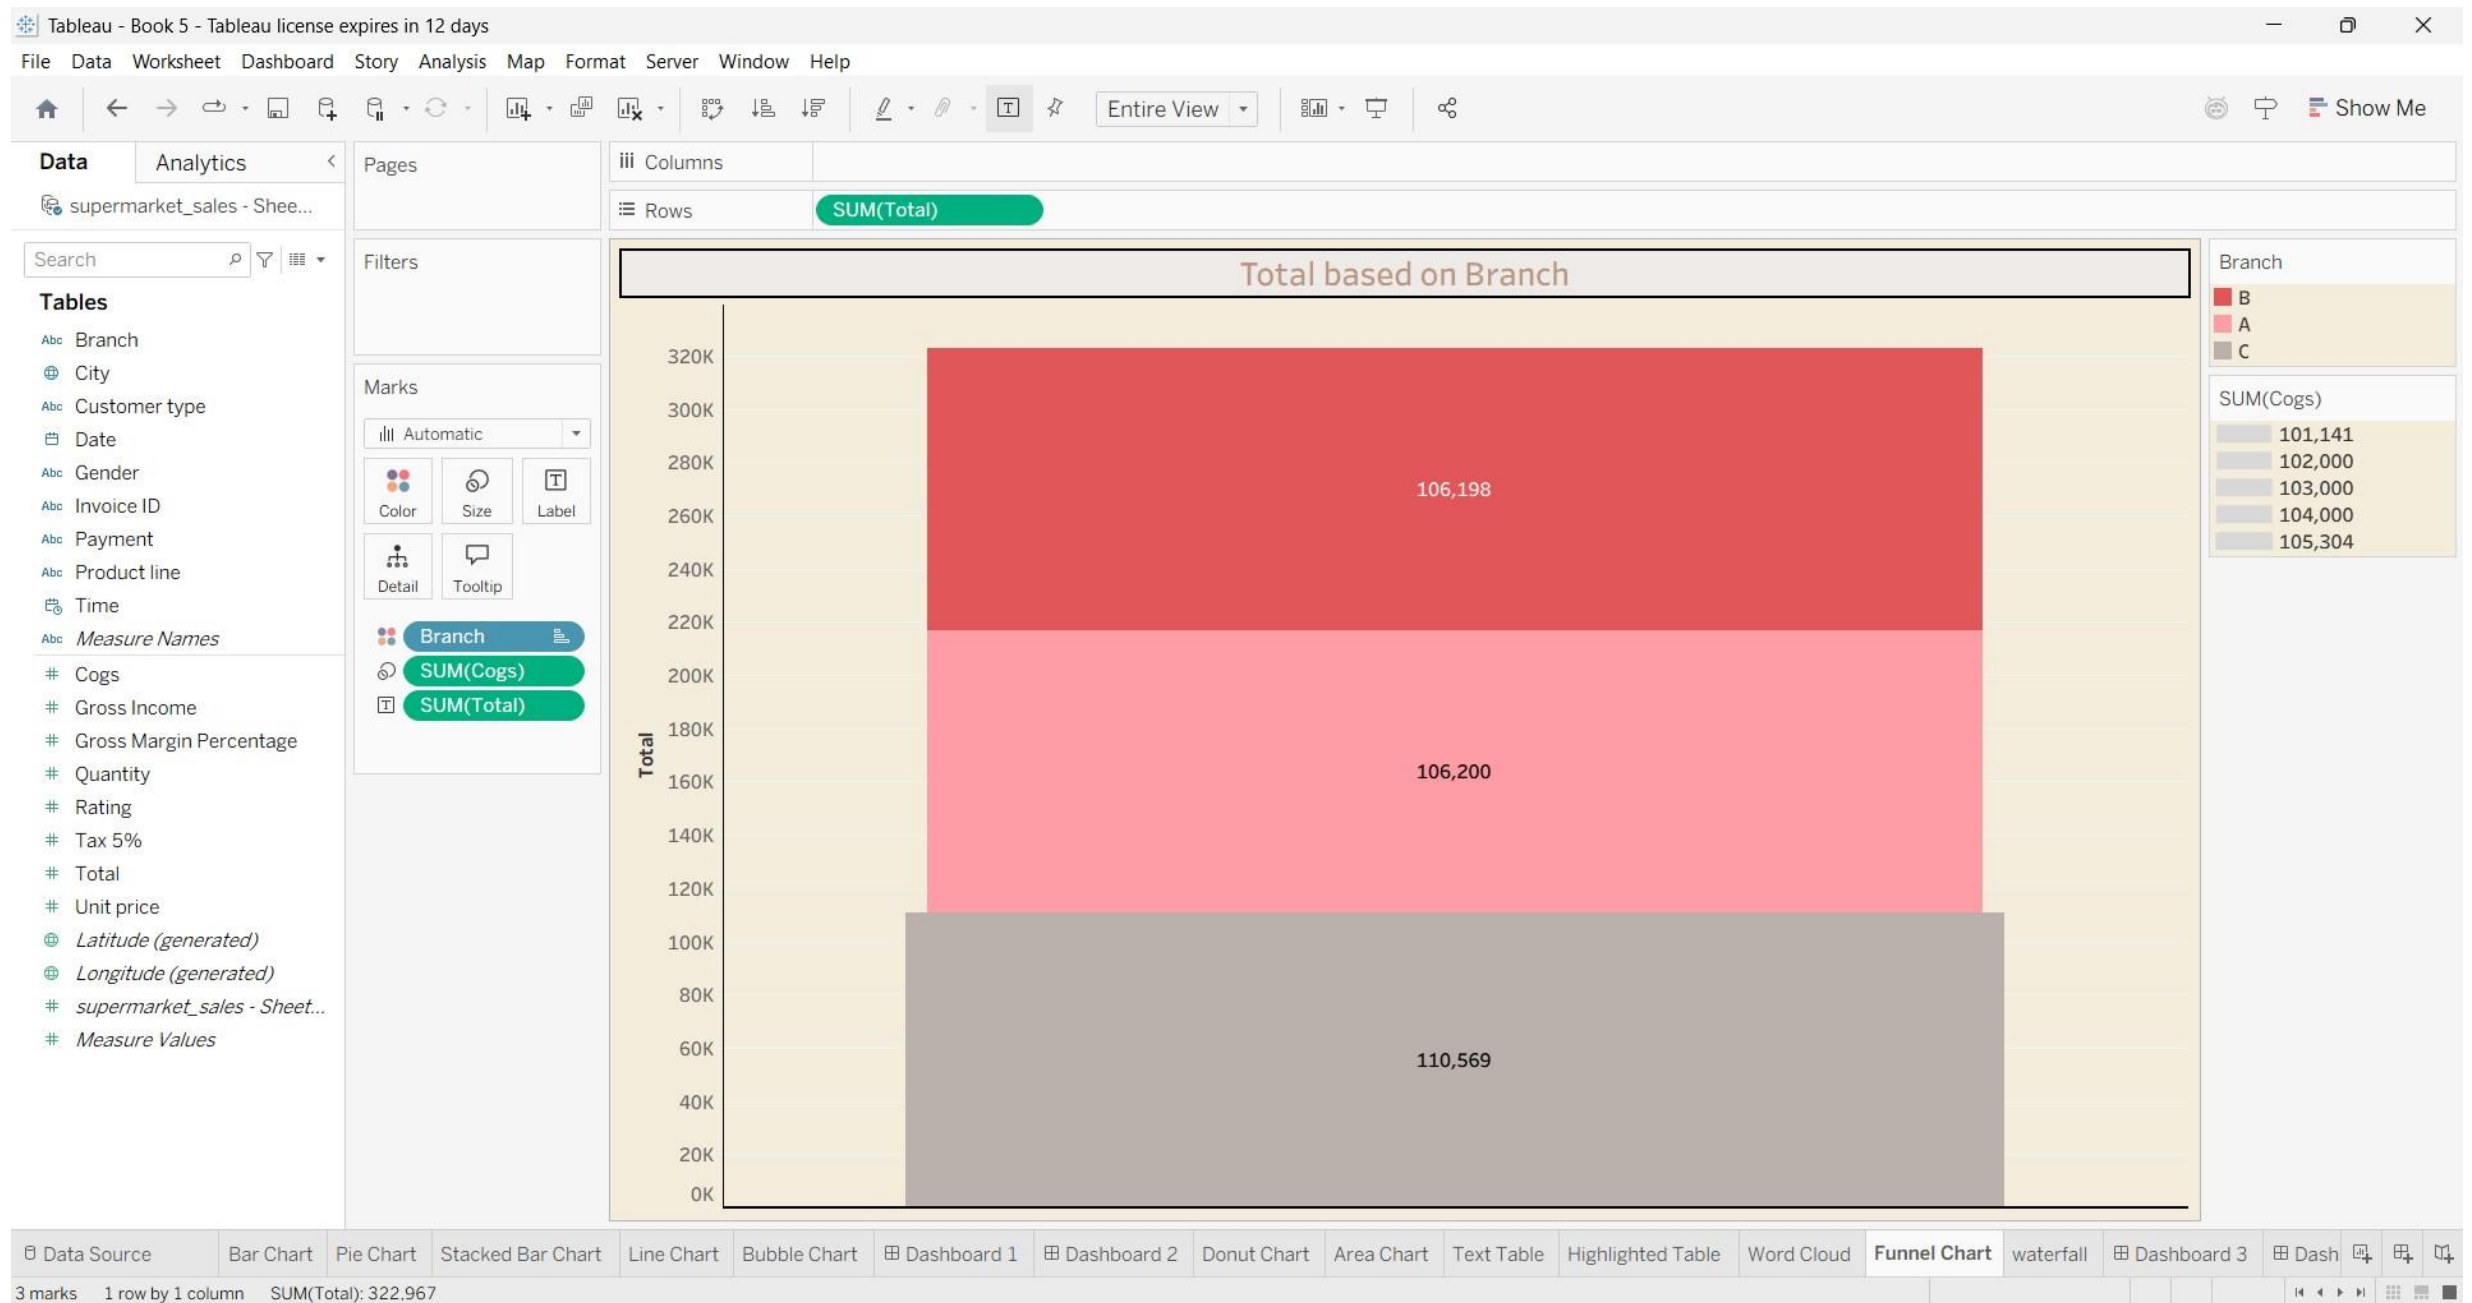 Tableau - Book 5 - Tableau license expires in 12 days
File Data Worksheet Dashboard Story Analysis Map Format Server Window Help
Entire View
Show Me
Data Analytics
supermarket_sales - Shee...
Search
Tables
Abc Branch
City
Abc Customer type
Date
Abc Gender
Abc Invoice ID
Abc Payment
Abc Product line
Time
Abc Measure Names
# Cogs
# Gross Income
# Gross Margin Percentage
# Quantity
# Rating
# Tax 5%
# Total
# Unit price
Latitude (generated)
Longitude (generated)
# supermarket_sales - Sheet...
# Measure Values
Pages
Filters
Marks
Automatic
Color Size Label
Detail Tooltip
Branch
SUM(Cogs)
SUM(Total)
Columns
Rows SUM(Total)
Total based on Branch
Total
320K
300K
280K
260K
240K
220K
200K
180K
160K
140K
120K
100K
80K
60K
40K
20K
0K
106,198
106,200
110,569
Branch
B
A
C
SUM(Cogs)
101,141
102,000
103,000
104,000
105,304
Data Source Bar Chart Pie Chart Stacked Bar Chart Line Chart Bubble Chart Dashboard 1 Dashboard 2 Donut Chart Area Chart Text Table Highlighted Table Word Cloud Funnel Chart waterfall Dashboard 3 Dash
3 marks 1 row by 1 column SUM(Total): 322,967